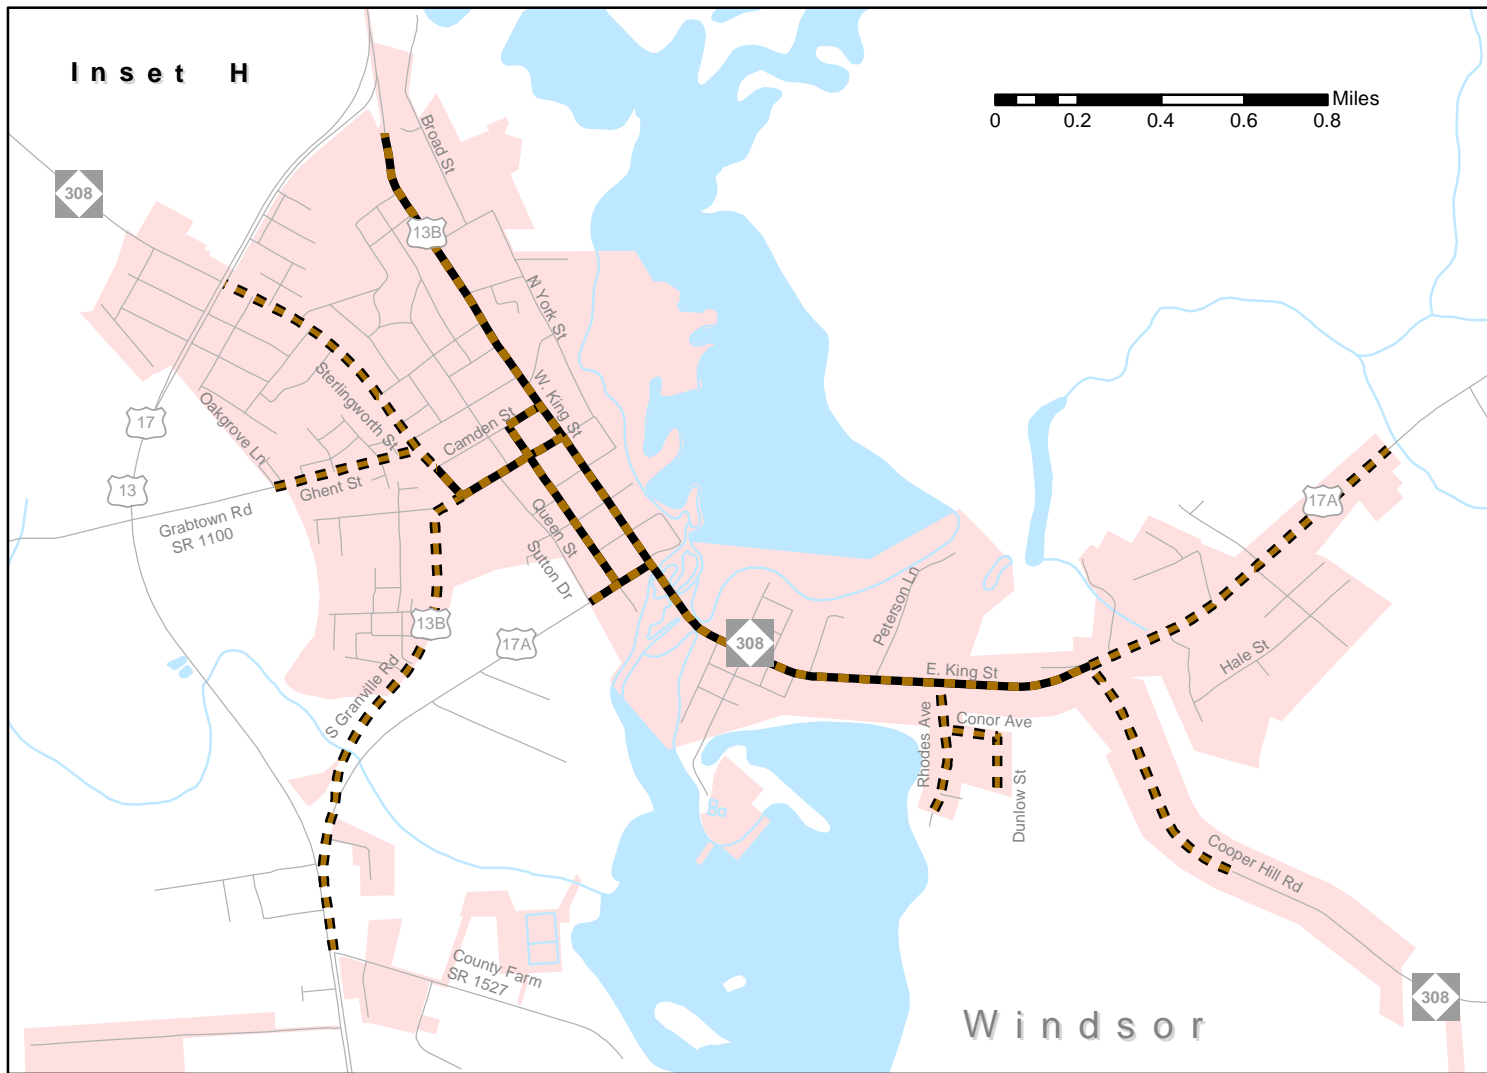 Inset H
Miles
0 0.2 0.4 0.6 0.8
308
Broad St
13B
N York St
W. King St
Sterlingworth St
Camden St
Oakgrove Ln
17
13
Ghent St
Grabtown Rd
SR 1100
Queen St
Sutton Dr
13B
17A
S Granville Rd
308
Peterson Ln
E. King St
17A
Hale St
Rhodes Ave
Conor Ave
Dunlow St
Cooper Hill Rd
County Farm
SR 1527
308
Windsor